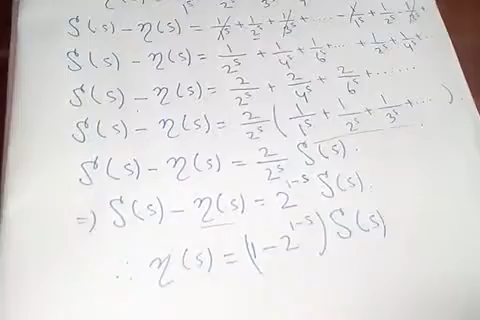 ζ(s) - η(s) = 1/1^s + 1/2^s + 1/3^s + .... - 1/1^s + 1/2^s - 1/3^s +
ζ(s) - η(s) = 1/2^s + 1/4^s + 1/6^s + ... + 1/2^s + 1/4^s ...
ζ(s) - η(s) = 2/2^s + 2/4^s + 2/6^s + .......
ζ(s) - η(s) = 2/2^s (1/1^s + 1/2^s + 1/3^s + ... ).
ζ(s) - η(s) = 2/2^s ζ(s).
=> ζ(s) - η(s) = 2^(1-s) ζ(s).
∴ η(s) = (1 - 2^(1-s)) ζ(s)